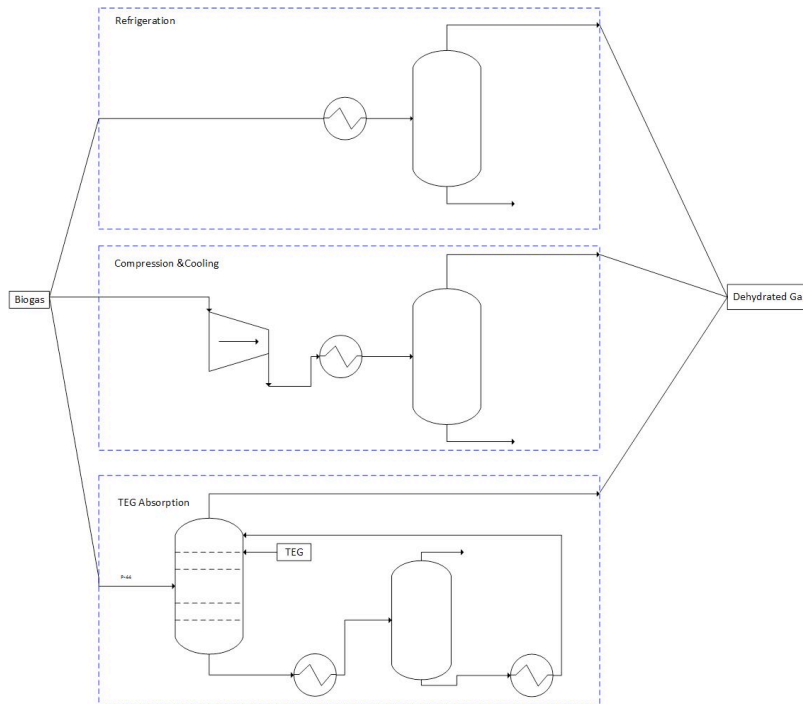 Refrigeration
Compression &Cooling
Biogas
Dehydrated Ga
TEG Absorption
TEG
P-44